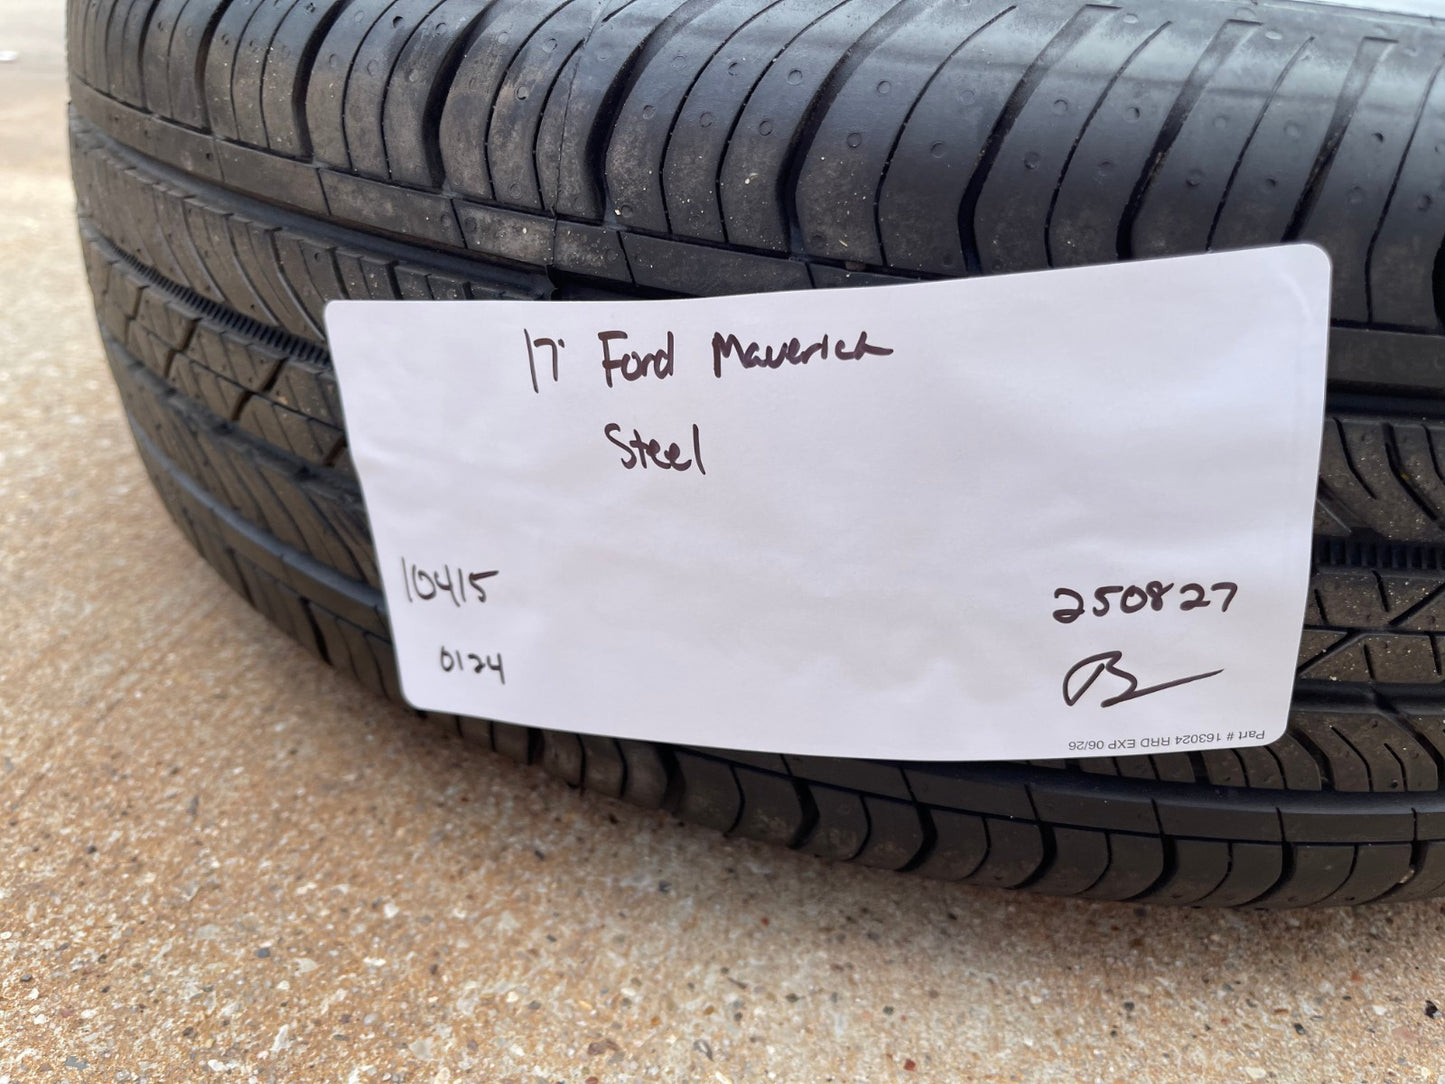 17" Ford Maverick
Steel
10415
0124
250827
Part # 163024 RRD EXP 06/26